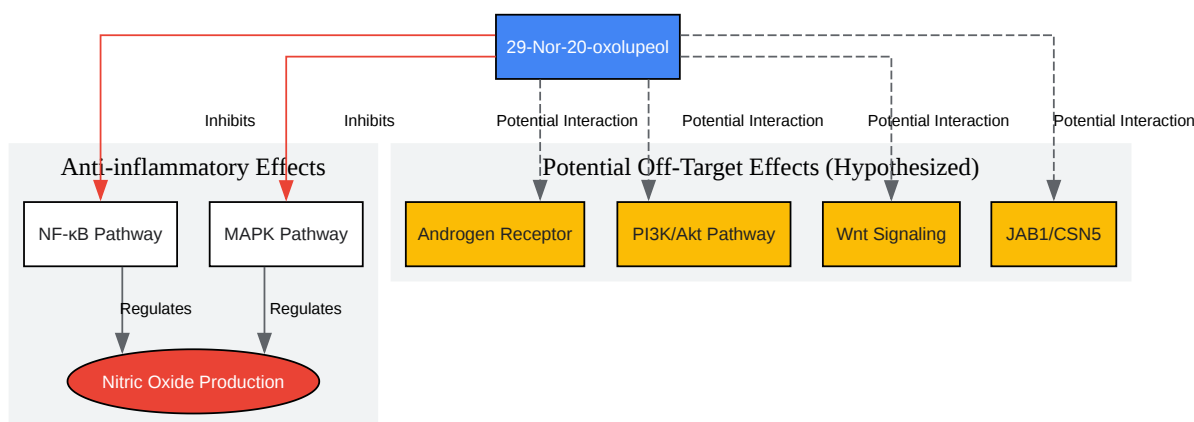 29-Nor-20-oxolupeol
Inhibits
Inhibits
Potential Interaction
Potential Interaction
Potential Interaction
Potential Interaction
Anti-inflammatory Effects
Potential Off-Target Effects (Hypothesized)
NF-κB Pathway
MAPK Pathway
Androgen Receptor
PI3K/Akt Pathway
Wnt Signaling
JAB1/CSN5
Regulates
Regulates
Nitric Oxide Production